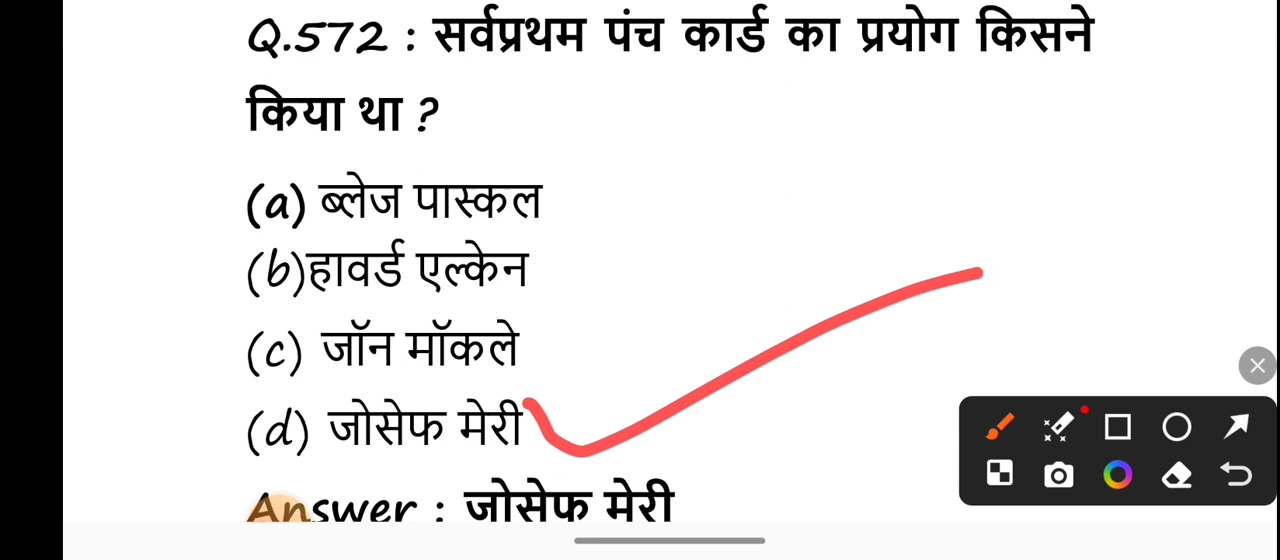 Q.572 : सर्वप्रथम पंच कार्ड का प्रयोग किसने
किया था ?
(a) ब्लेज पास्कल
(b)हावर्ड एल्केन
(c) जॉन मॉकले
(d) जोसेफ मेरी
Answer : जोसेफ मेरी